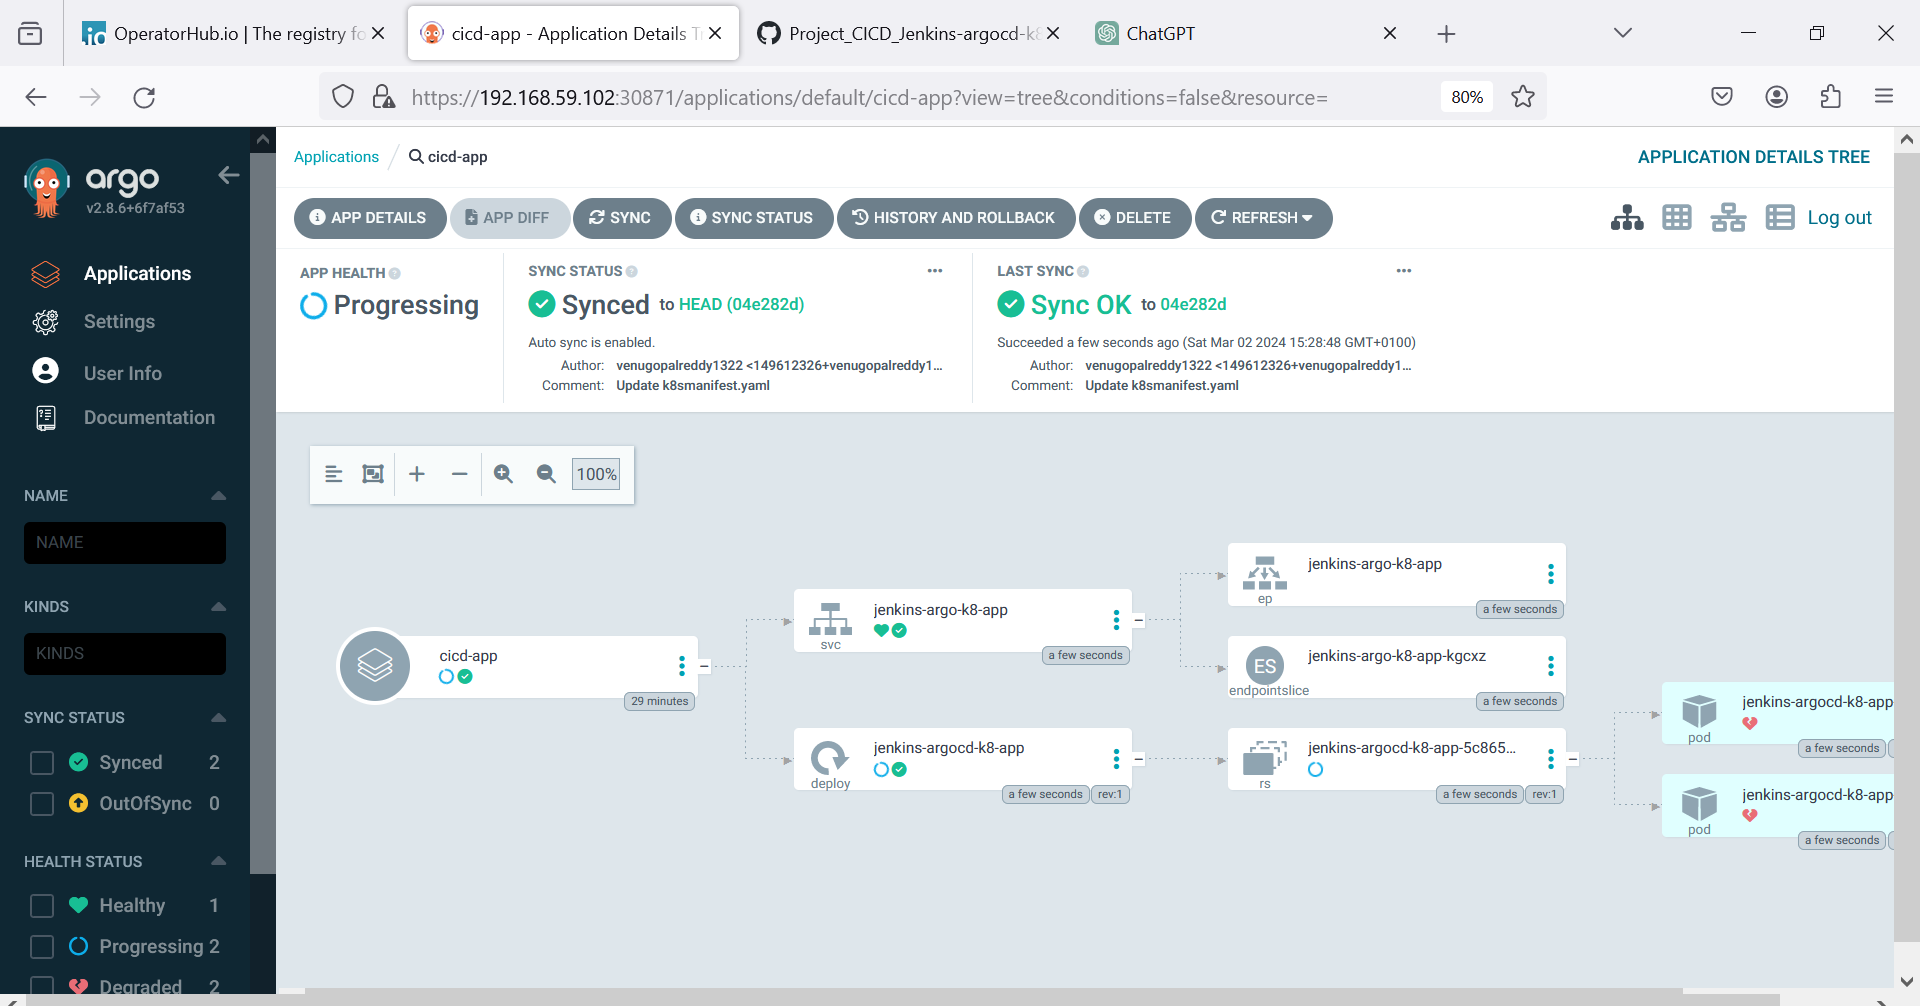 OperatorHub.io | The registry fo
cicd-app - Application Details T
Project_CICD_Jenkins-argocd-k8
ChatGPT
https://192.168.59.102:30871/applications/default/cicd-app?view=tree&conditions=false&resource=
80%
argo
v2.8.6+6f7af53
Applications
Settings
User Info
Documentation
NAME
NAME
KINDS
KINDS
SYNC STATUS
Synced 2
OutOfSync 0
HEALTH STATUS
Healthy 1
Progressing 2
Degraded 2
Applications / cicd-app
APPLICATION DETAILS TREE
APP DETAILS
APP DIFF
SYNC
SYNC STATUS
HISTORY AND ROLLBACK
DELETE
REFRESH
Log out
APP HEALTH
Progressing
SYNC STATUS
Synced to HEAD (04e282d)
Auto sync is enabled.
Author: venugopalreddy1322 <149612326+venugopalreddy1...
Comment: Update k8smanifest.yaml
LAST SYNC
Sync OK to 04e282d
Succeeded a few seconds ago (Sat Mar 02 2024 15:28:48 GMT+0100)
Author: venugopalreddy1322 <149612326+venugopalreddy1...
Comment: Update k8smanifest.yaml
100%
cicd-app
29 minutes
jenkins-argo-k8-app
svc
a few seconds
jenkins-argocd-k8-app
deploy
a few seconds
rev:1
jenkins-argo-k8-app
ep
a few seconds
ES
jenkins-argo-k8-app-kgcxz
endpointslice
a few seconds
jenkins-argocd-k8-app-5c865...
rs
a few seconds
rev:1
jenkins-argocd-k8-app
pod
a few seconds
jenkins-argocd-k8-app
pod
a few seconds